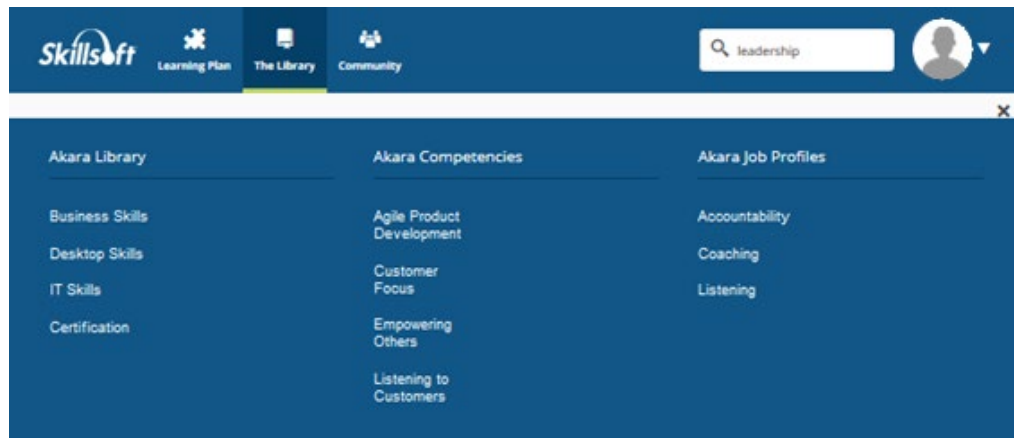 Skillsoft
Learning Plan
The Library
Community
leadership
Akara Library
Business Skills
Desktop Skills
IT Skills
Certification
Akara Competencies
Agile Product
Development
Customer
Focus
Empowering
Others
Listening to
Customers
Akara Job Profiles
Accountability
Coaching
Listening